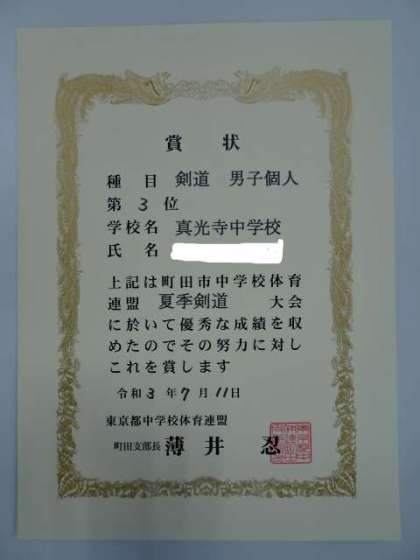 賞状
種目 剣道 男子個人
第3位
学校名 真光寺中学校
氏名
上記は町田市中学校体育
連盟 夏季剣道 大会
に於いて優秀な成績を収
めたのでその努力に対し
これを賞します
令和3年7月11日
東京都中学校体育連盟
町田支部長 薄井 忍